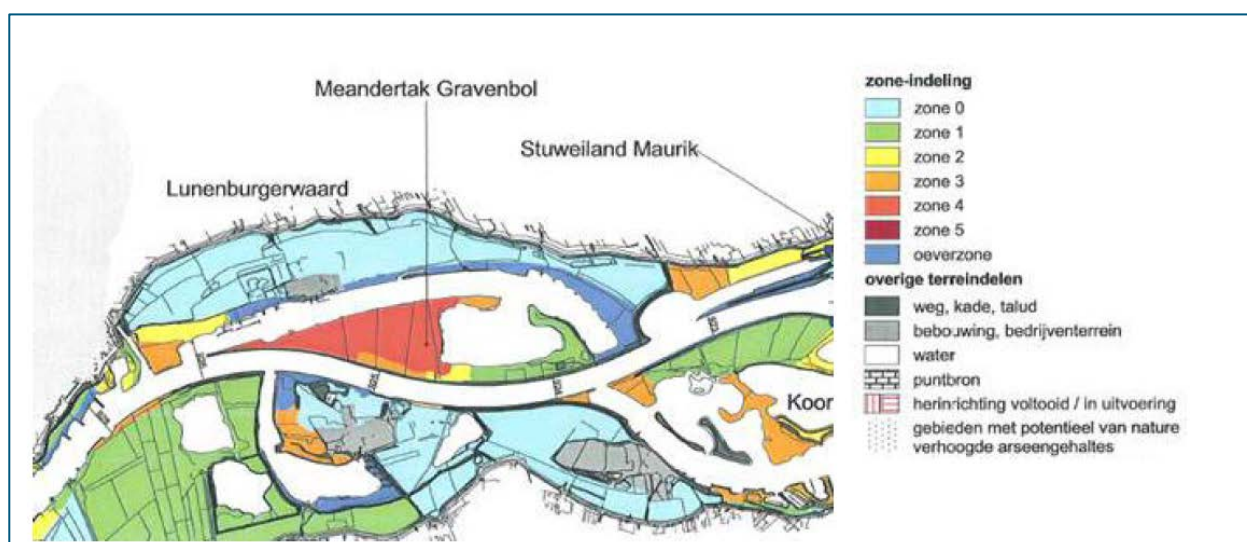 Meandertak Gravenbol
Stuweiland Maurik
Lunenburgerwaard
Koor
zone-indeling
zone 0
zone 1
zone 2
zone 3
zone 4
zone 5
oeverzone
overige terreindelen
weg, kade, talud
bebouwing, bedrijventerrein
water
puntbron
herinrichting voltooid / in uitvoering
gebieden met potentieel van nature
verhoogde arseengehaltes